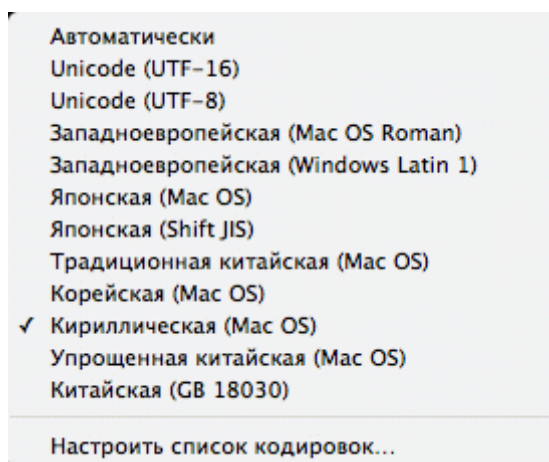 Автоматически
Unicode (UTF-16)
Unicode (UTF-8)
Западноевропейская (Mac OS Roman)
Западноевропейская (Windows Latin 1)
Японская (Mac OS)
Японская (Shift JIS)
Традиционная китайская (Mac OS)
Корейская (Mac OS)
✓ Кириллическая (Mac OS)
Упрощенная китайская (Mac OS)
Китайская (GB 18030)
Настроить список кодировок...